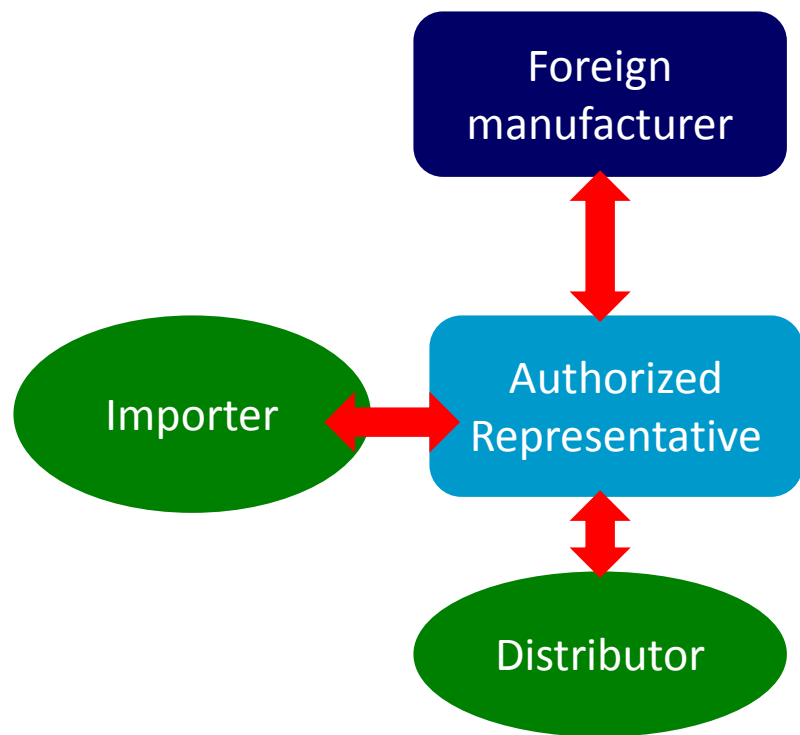 Foreign
manufacturer
Importer
Authorized
Representative
Distributor